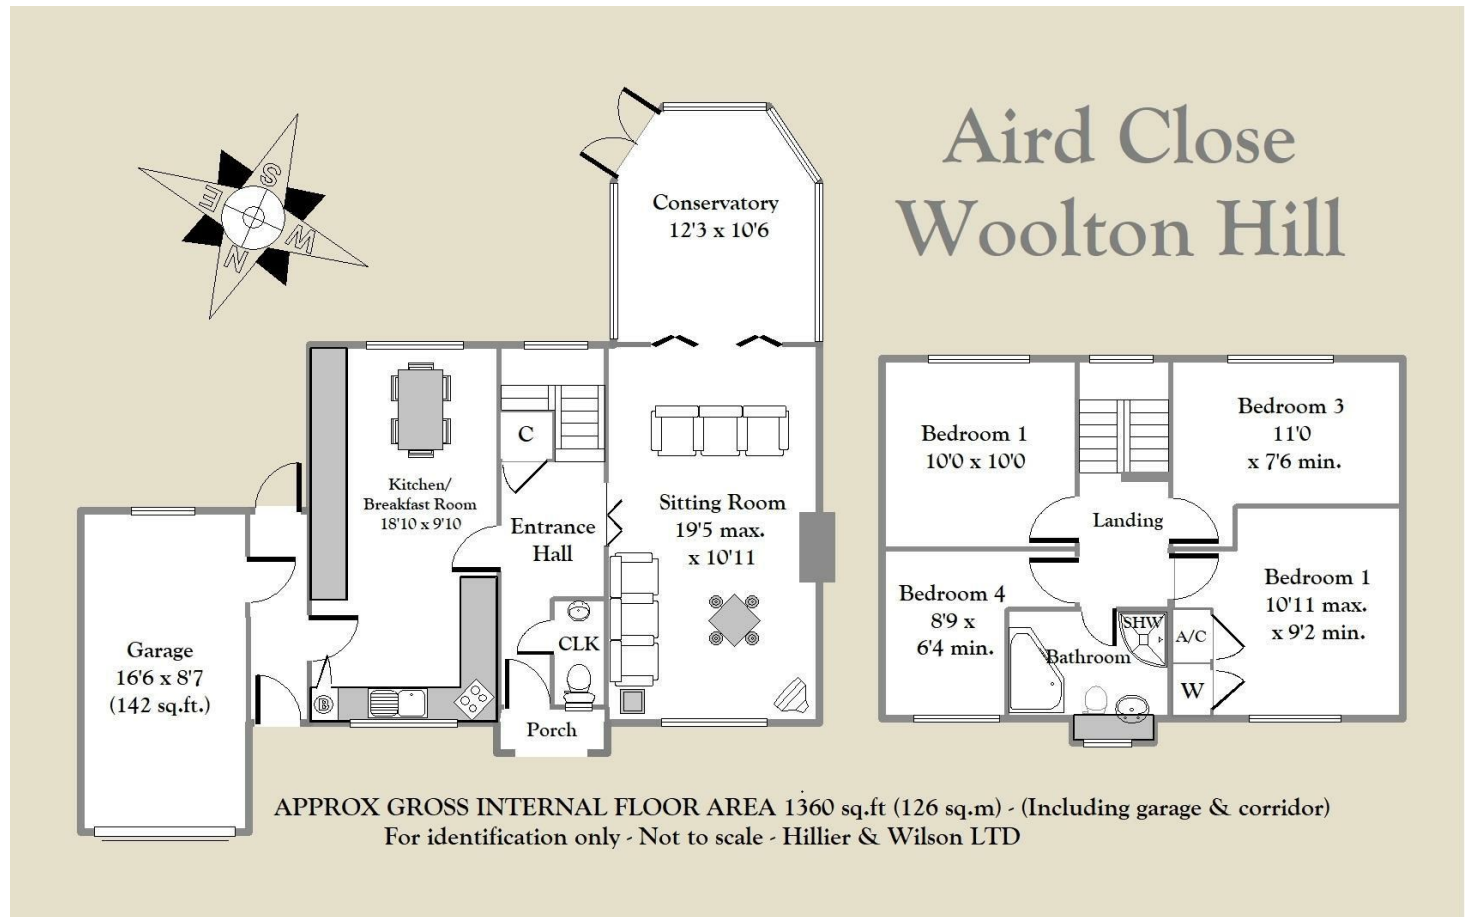 Aird Close
Woolton Hill
S
E
W
N
Conservatory
12'3 x 10'6
C
Kitchen/
Breakfast Room
18'10 x 9'10
Entrance
Hall
Sitting Room
19'5 max.
x 10'11
CLK
Porch
B
Garage
16'6 x 8'7
(142 sq.ft.)
Bedroom 1
10'0 x 10'0
Bedroom 3
11'0
x 7'6 min.
Landing
Bedroom 4
8'9 x
6'4 min.
SHW
Bathroom
A/C
W
Bedroom 1
10'11 max.
x 9'2 min.
APPROX GROSS INTERNAL FLOOR AREA 1360 sq.ft (126 sq.m) - (Including garage & corridor)
For identification only - Not to scale - Hillier & Wilson LTD